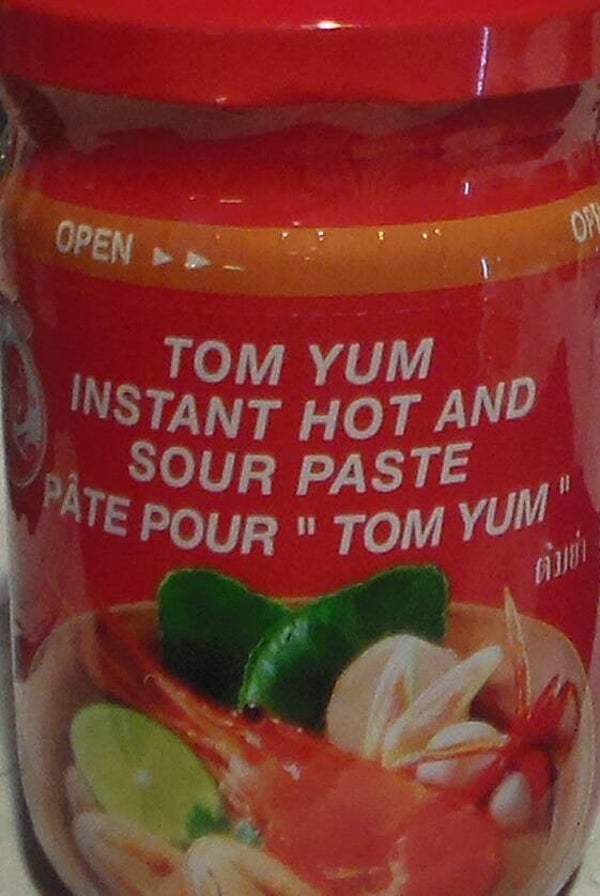 OPEN
TOM YUM
INSTANT HOT AND
SOUR PASTE
PÂTE POUR " TOM YUM "
ต้มยำ